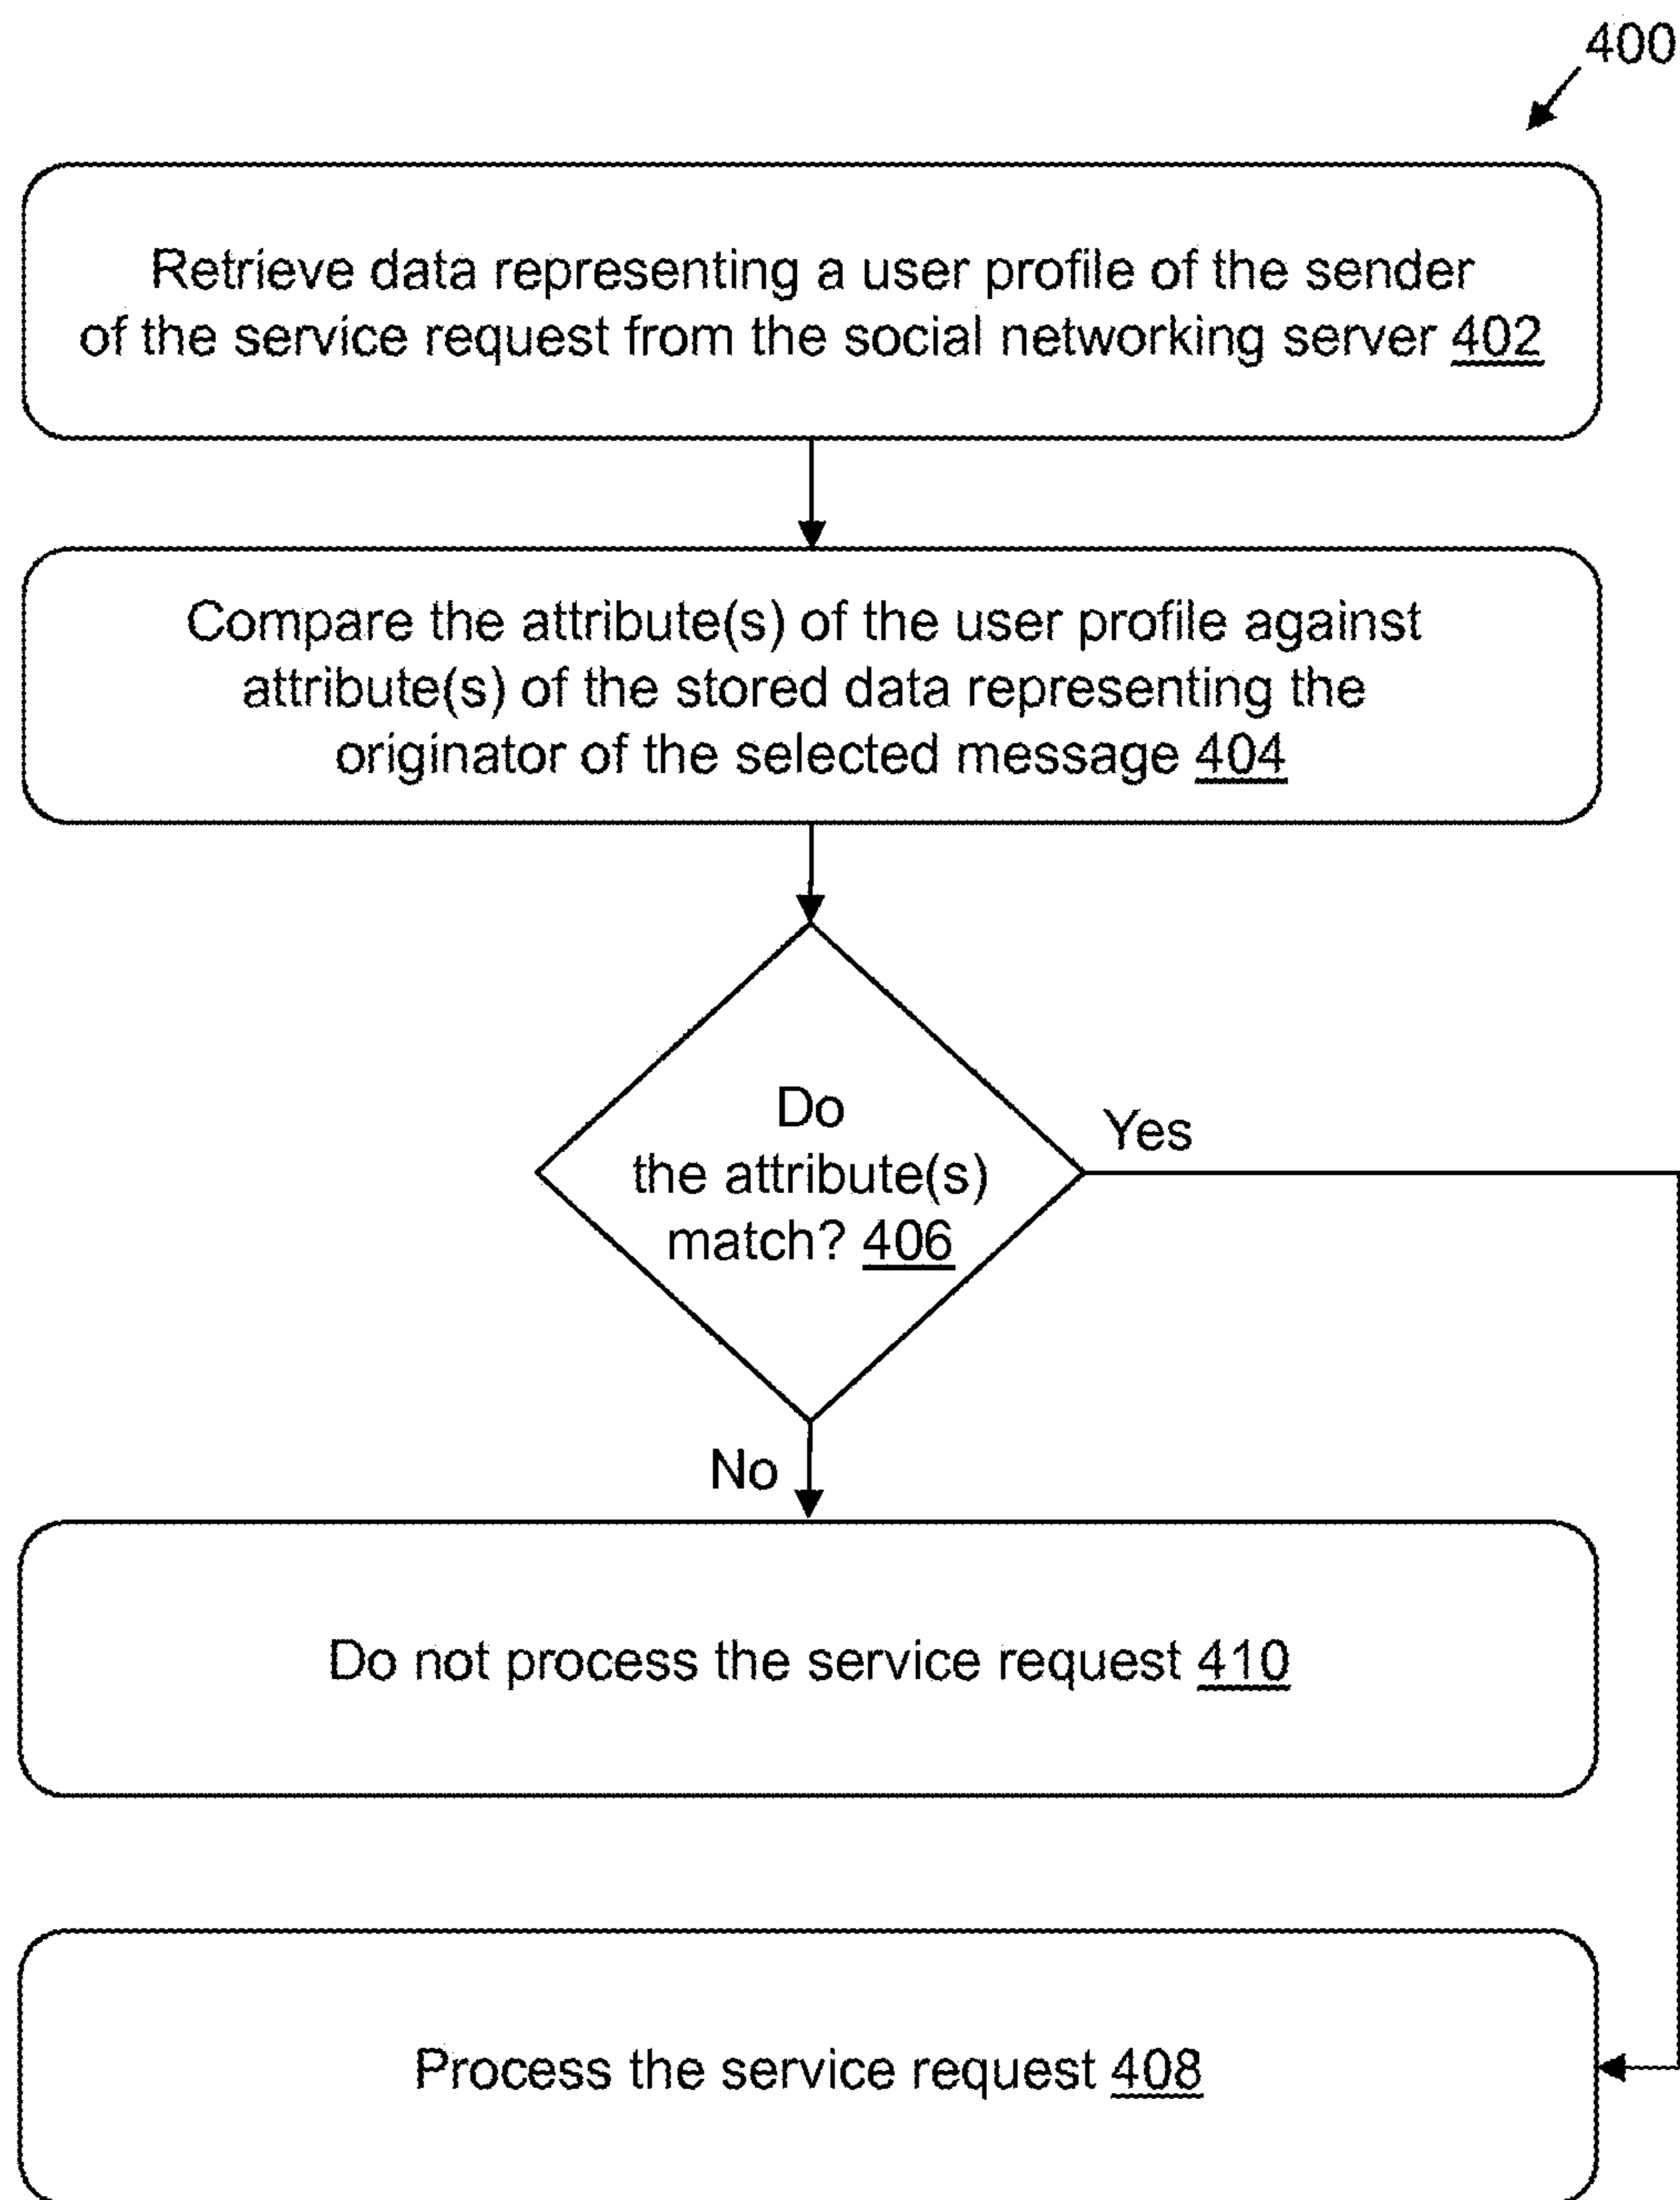 400
Retrieve data representing a user profile of the sender
of the service request from the social networking server 402
Compare the attribute(s) of the user profile against
attribute(s) of the stored data representing the
originator of the selected message 404
Do
the attribute(s)
match? 406
Yes
No
Do not process the service request 410
Process the service request 408